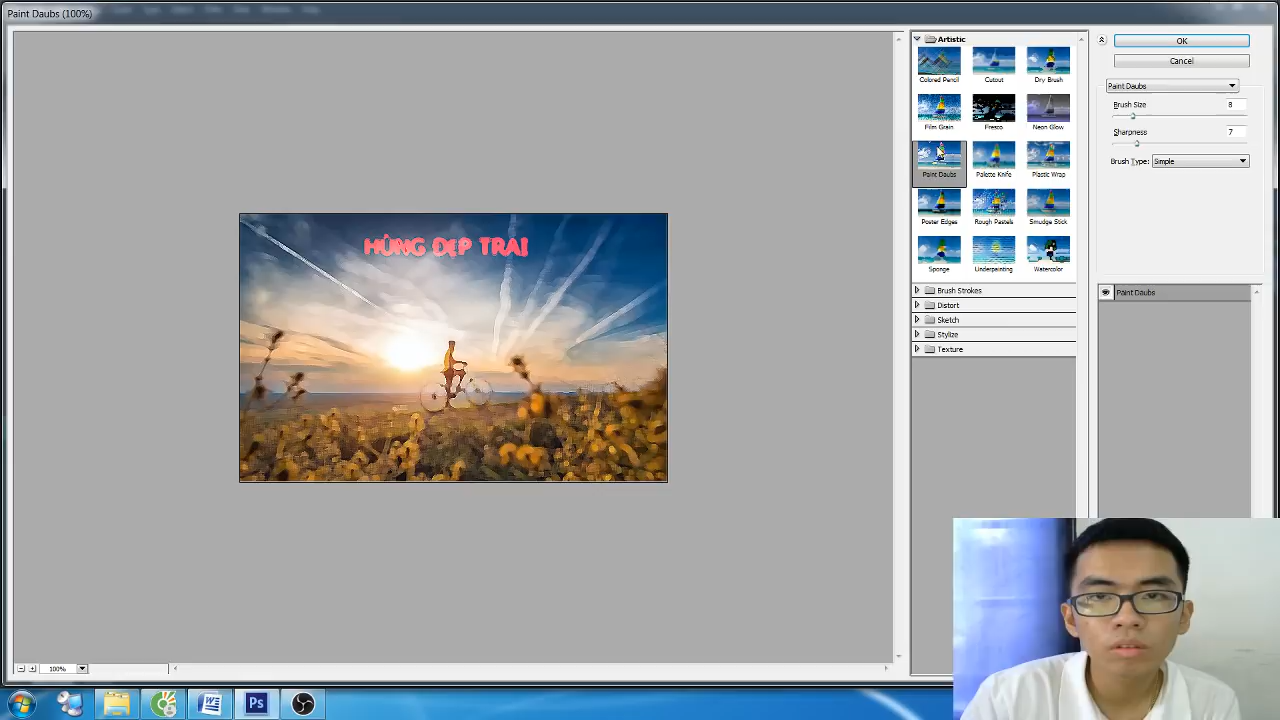 Paint Daubs (100%)
HÙNG ĐẸP TRAI
100%
Artistic
Colored Pencil
Cutout
Dry Brush
Film Grain
Fresco
Neon Glow
Paint Daubs
Palette Knife
Plastic Wrap
Poster Edges
Rough Pastels
Smudge Stick
Sponge
Underpainting
Watercolor
Brush Strokes
Distort
Sketch
Stylize
Texture
OK
Cancel
Paint Daubs
Brush Size 8
Sharpness 7
Brush Type: Simple
Paint Daubs
W
Ps